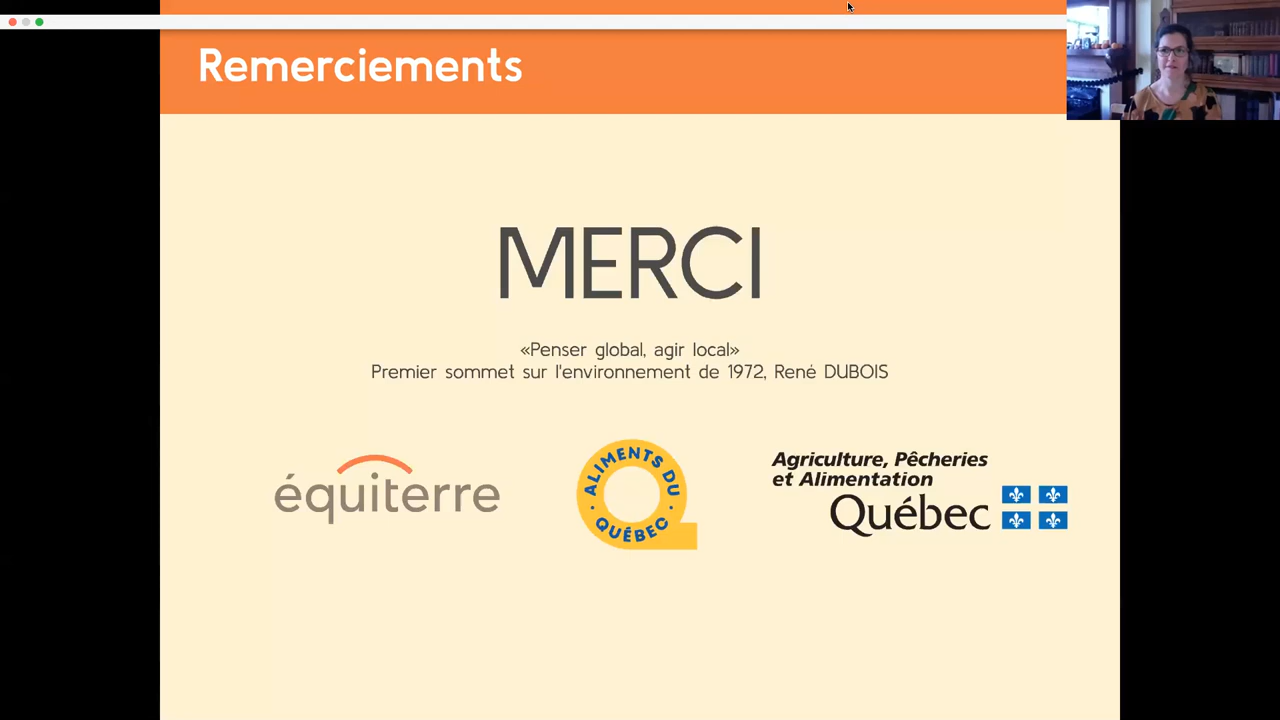 Remerciements
MERCI
«Penser global, agir local»
Premier sommet sur l'environnement de 1972, René DUBOIS
équiterre
ALIMENTS DU
QUÉBEC
Agriculture, Pêcheries
et Alimentation
Québec